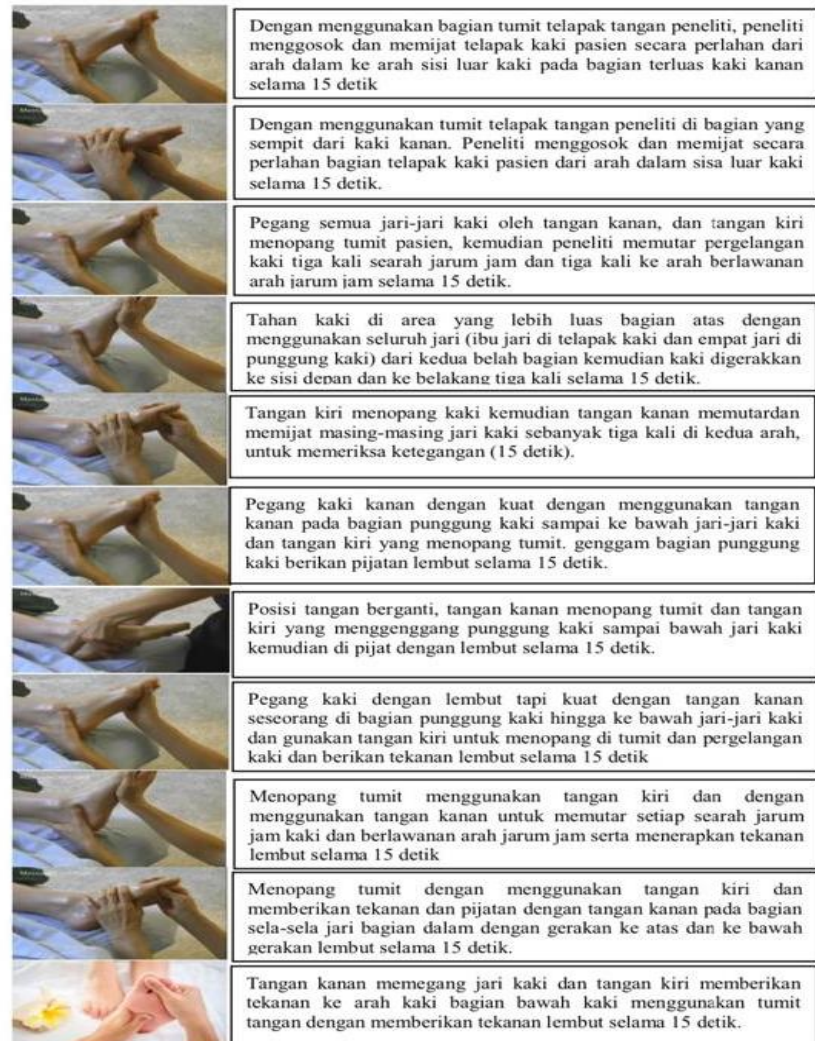 Dengan menggunakan bagian tumit telapak tangan peneliti, peneliti
menggosok dan memijat telapak kaki pasien secara perlahan dari
arah dalam ke arah sisi luar kaki pada bagian terluas kaki kanan
selama 15 detik
Dengan menggunakan tumit telapak tangan peneliti di bagian yang
sempit dari kaki kanan. Peneliti menggosok dan memijat secara
perlahan bagian telapak kaki pasien dari arah dalam sisa luar kaki
selama 15 detik.
Pegang semua jari-jari kaki oleh tangan kanan, dan tangan kiri
menopang tumit pasien, kemudian peneliti memutar pergelangan
kaki tiga kali searah jarum jam dan tiga kali ke arah berlawanan
arah jarum jam selama 15 detik.
Tahan kaki di area yang lebih luas bagian atas dengan
menggunakan seluruh jari (ibu jari di telapak kaki dan empat jari di
punggung kaki) dari kedua belah bagian kemudian kaki digerakkan
ke sisi depan dan ke belakang tiga kali selama 15 detik.
Tangan kiri menopang kaki kemudian tangan kanan memutardan
memijat masing-masing jari kaki sebanyak tiga kali di kedua arah,
untuk memeriksa ketegangan (15 detik).
Pegang kaki kanan dengan kuat dengan menggunakan tangan
kanan pada bagian punggung kaki sampai ke bawah jari-jari kaki
dan tangan kiri yang menopang tumit. genggam bagian punggung
kaki berikan pijatan lembut selama 15 detik.
Posisi tangan berganti, tangan kanan menopang tumit dan tangan
kiri yang menggenggang punggung kaki sampai bawah jari kaki
kemudian di pijat dengan lembut selama 15 detik.
Pegang kaki dengan lembut tapi kuat dengan tangan kanan
seseorang di bagian punggung kaki hingga ke bawah jari-jari kaki
dan gunakan tangan kiri untuk menopang di tumit dan pergelangan
kaki dan berikan tekanan lembut selama 15 detik
Menopang tumit menggunakan tangan kiri dan dengan
menggunakan tangan kanan untuk memutar setiap searah jarum
jam kaki dan berlawanan arah jarum jam serta menerapkan tekanan
lembut selama 15 detik
Menopang tumit dengan menggunakan tangan kiri dan
memberikan tekanan dan pijatan dengan tangan kanan pada bagian
sela-sela jari bagian dalam dengan gerakan ke atas dan ke bawah
gerakan lembut selama 15 detik.
Tangan kanan memegang jari kaki dan tangan kiri memberikan
tekanan ke arah kaki bagian bawah kaki menggunakan tumit
tangan dengan memberikan tekanan lembut selama 15 detik.